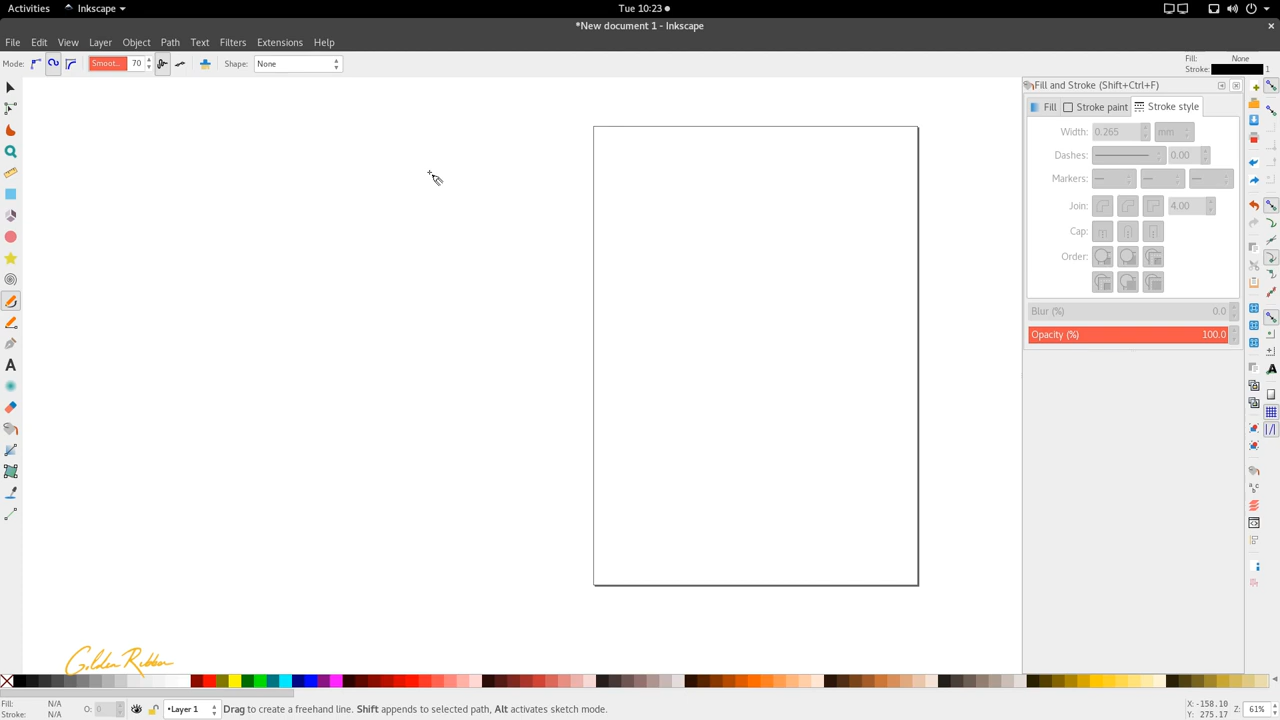 Activities Inkscape Tue 10:23
*New document 1 - Inkscape
File Edit View Layer Object Path Text Filters Extensions Help
Mode: Smoot... 70 Shape: None
Fill: None
Stroke: 1
Fill and Stroke (Shift+Ctrl+F)
Fill Stroke paint Stroke style
Width: 0.265 mm
Dashes: 0.00
Markers:
Join: 4.00
Cap:
Order:
Blur (%) 0.0
Opacity (%) 100.0
Golden Ribbon
Fill: N/A
Stroke: N/A
O: 0
•Layer 1
Drag to create a freehand line. Shift appends to selected path, Alt activates sketch mode.
X: -158.10
Y: 275.17
Z: 61%